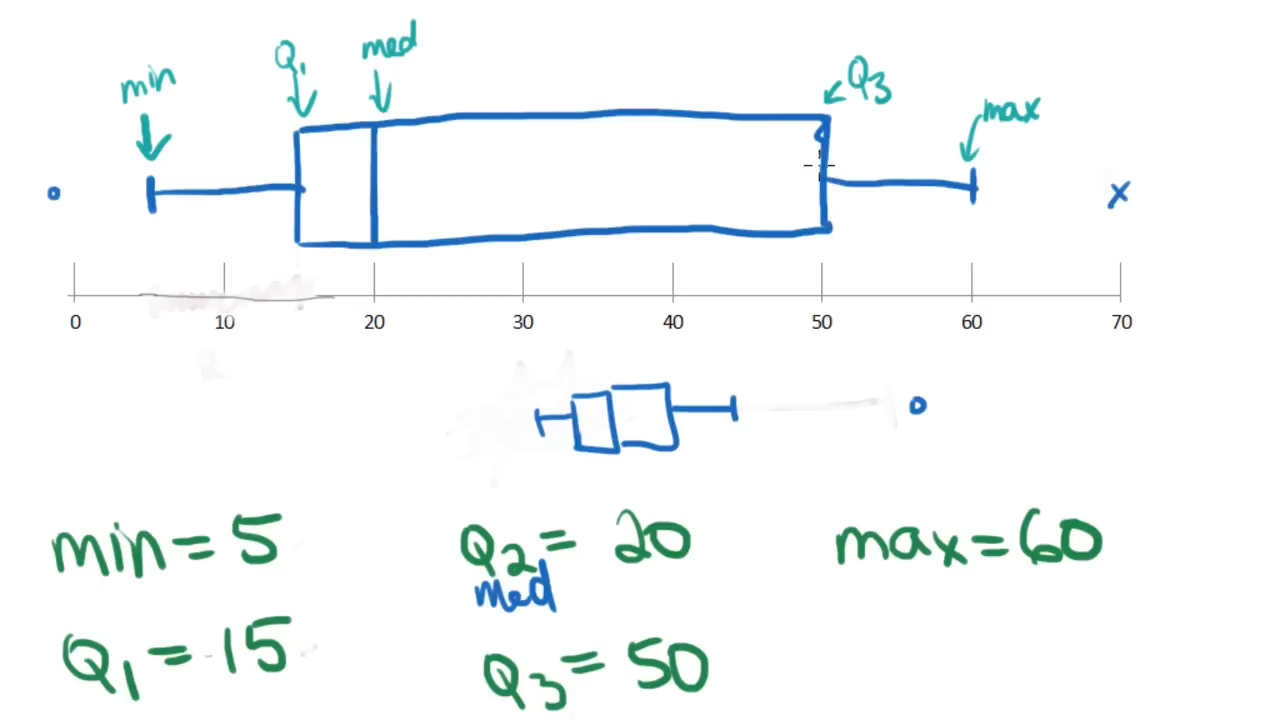 min
Q1
med
Q3
max
x
0 10 20 30 40 50 60 70
min = 5
Q2 = 20
med
max = 60
Q1 = 15
Q3 = 50